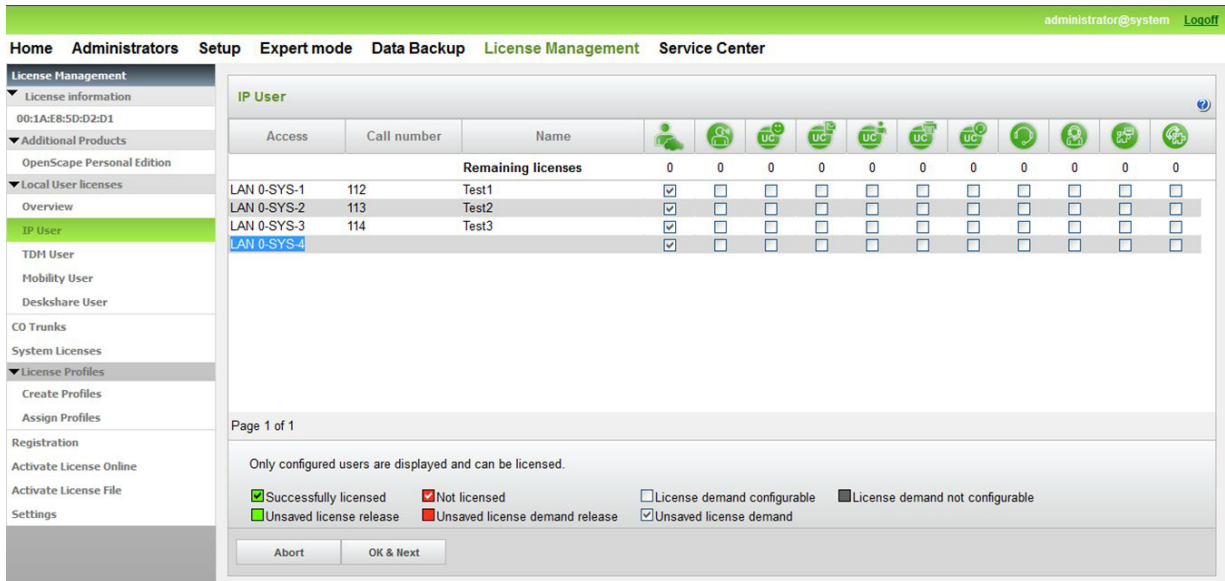 administrator@system Logoff
Home Administrators Setup Expert mode Data Backup License Management Service Center
License Management
License information
00:1A:E8:5D:D2:D1
Additional Products
OpenScape Personal Edition
Local User licenses
Overview
IP User
TDM User
Mobility User
Deskshare User
CO Trunks
System Licenses
License Profiles
Create Profiles
Assign Profiles
Registration
Activate License Online
Activate License File
Settings
IP User
?
Access Call number Name UC UC UC UC UC
Remaining licenses 0 0 0 0 0 0 0 0 0 0 0
LAN 0-SYS-1 112 Test1
LAN 0-SYS-2 113 Test2
LAN 0-SYS-3 114 Test3
LAN 0-SYS-4
Page 1 of 1
Only configured users are displayed and can be licensed.
Successfully licensed Not licensed License demand configurable License demand not configurable
Unsaved license release Unsaved license demand release Unsaved license demand
Abort OK & Next